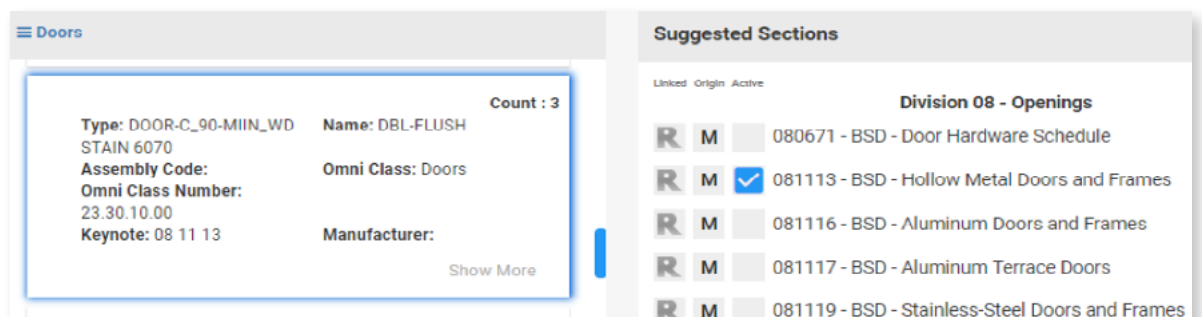 Doors
Count : 3
Type: DOOR-C_90-MIIN_WD Name: DBL-FLUSH
STAIN 6070
Assembly Code: Omni Class: Doors
Omni Class Number:
23.30.10.00
Keynote: 08 11 13 Manufacturer:
Show More
Suggested Sections
Linked Origin Active
Division 08 - Openings
R M 080671 - BSD - Door Hardware Schedule
R M 081113 - BSD - Hollow Metal Doors and Frames
R M 081116 - BSD - Aluminum Doors and Frames
R M 081117 - BSD - Aluminum Terrace Doors
R M 081119 - BSD - Stainless-Steel Doors and Frames